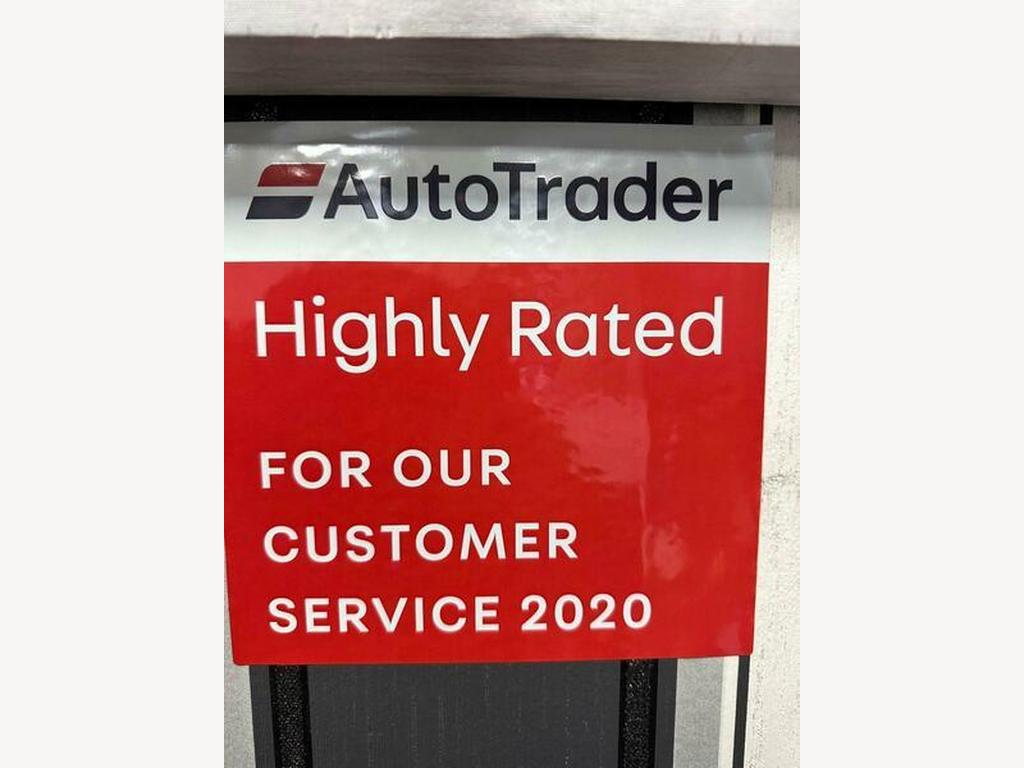 AutoTrader
Highly Rated
FOR OUR
CUSTOMER
SERVICE 2020